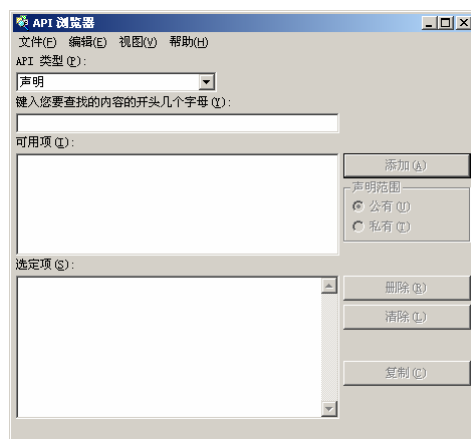 API 浏览器
文件(F) 编辑(E) 视图(V) 帮助(H)
API 类型(P):
声明
键入您要查找的内容的开头几个字母(Y):
可用项(I):
添加(A)
声明范围
公有(U)
私有(T)
选定项(S):
删除(R)
清除(L)
复制(C)